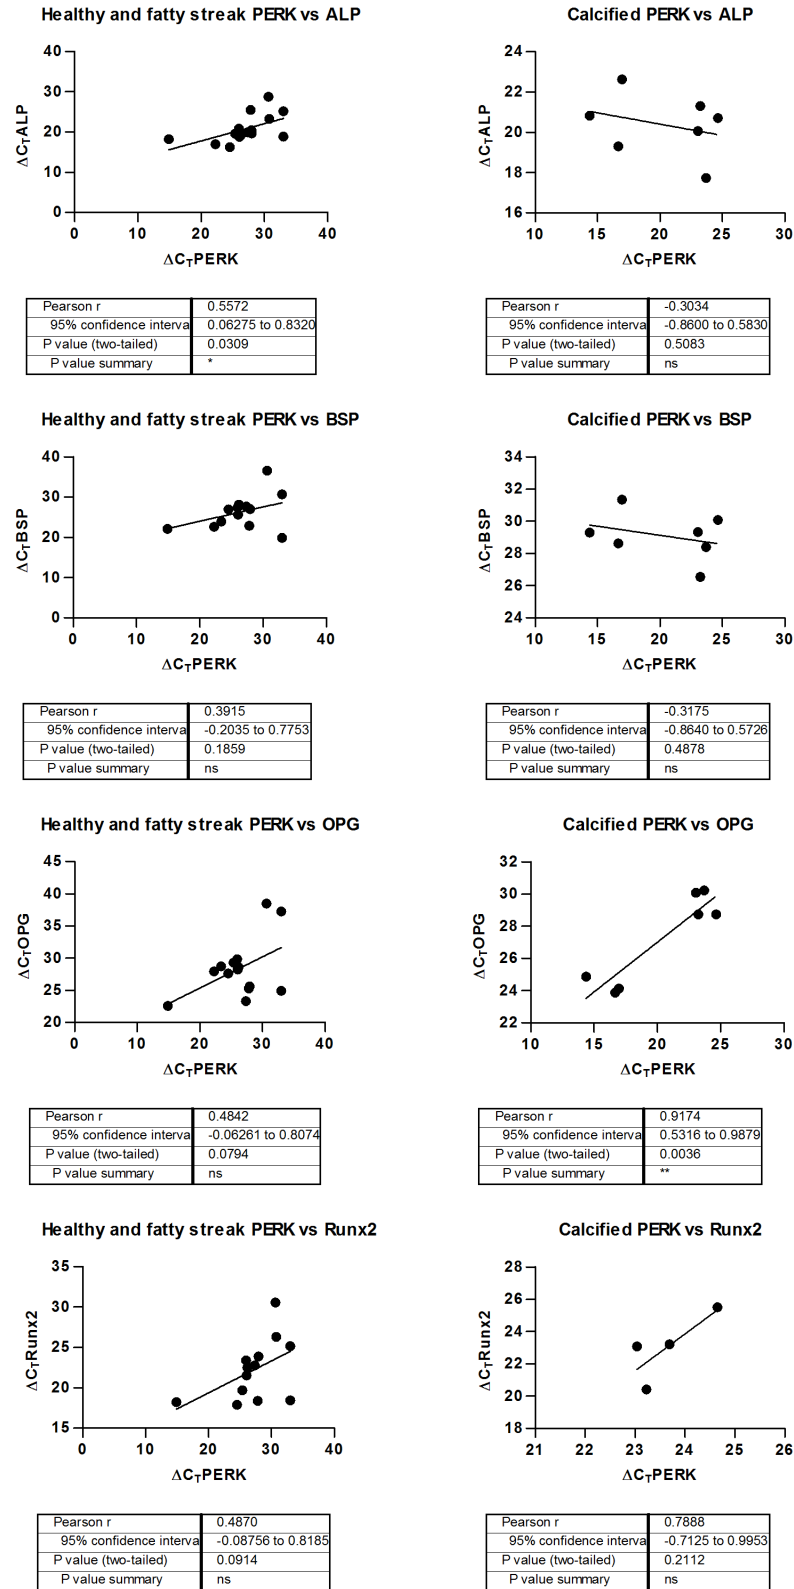 Healthy and fatty streak PERK vs ALP
40
30
20
10
0
0 10 20 30 40
ΔCTALP
ΔCTPERK
Pearson r 0.5572
95% confidence interva 0.06275 to 0.8320
P value (two-tailed) 0.0309
P value summary *
Calcified PERK vs ALP
24
22
20
18
16
10 15 20 25 30
ΔCTALP
ΔCTPERK
Pearson r -0.3034
95% confidence interva -0.8600 to 0.5830
P value (two-tailed) 0.5083
P value summary ns
Healthy and fatty streak PERK vs BSP
40
30
20
10
0
0 10 20 30 40
ΔCTBSP
ΔCTPERK
Pearson r 0.3915
95% confidence interva -0.2035 to 0.7753
P value (two-tailed) 0.1859
P value summary ns
Calcified PERK vs BSP
34
32
30
28
26
24
10 15 20 25 30
ΔCTBSP
ΔCTPERK
Pearson r -0.3175
95% confidence interva -0.8640 to 0.5726
P value (two-tailed) 0.4878
P value summary ns
Healthy and fatty streak PERK vs OPG
45
40
35
30
25
20
0 10 20 30 40
ΔCTOPG
ΔCTPERK
Pearson r 0.4842
95% confidence interva -0.06261 to 0.8074
P value (two-tailed) 0.0794
P value summary ns
Calcified PERK vs OPG
32
30
28
26
24
22
10 15 20 25 30
ΔCTOPG
ΔCTPERK
Pearson r 0.9174
95% confidence interva 0.5316 to 0.9879
P value (two-tailed) 0.0036
P value summary **
Healthy and fatty streak PERK vs Runx2
35
30
25
20
15
0 10 20 30 40
ΔCTRunx2
ΔCTPERK
Pearson r 0.4870
95% confidence interva -0.08756 to 0.8185
P value (two-tailed) 0.0914
P value summary ns
Calcified PERK vs Runx2
28
26
24
22
20
18
21 22 23 24 25 26
ΔCTRunx2
ΔCTPERK
Pearson r 0.7888
95% confidence interva -0.7125 to 0.9953
P value (two-tailed) 0.2112
P value summary ns